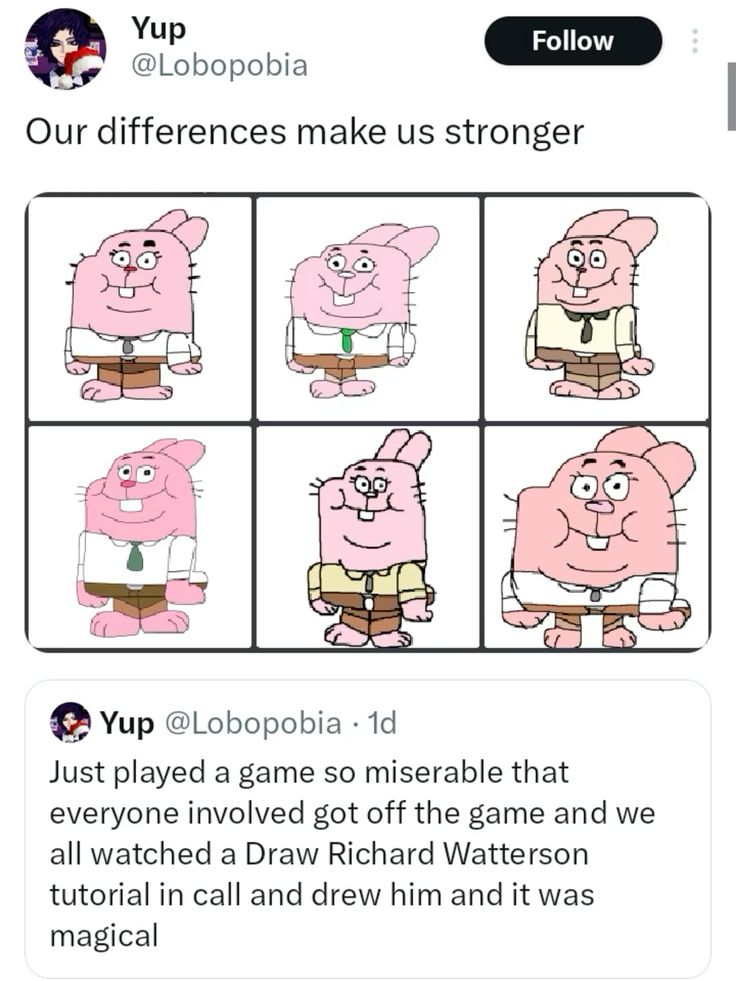 Yup
@Lobopobia
Follow
Our differences make us stronger
Yup @Lobopobia · 1d
Just played a game so miserable that
everyone involved got off the game and we
all watched a Draw Richard Watterson
tutorial in call and drew him and it was
magical